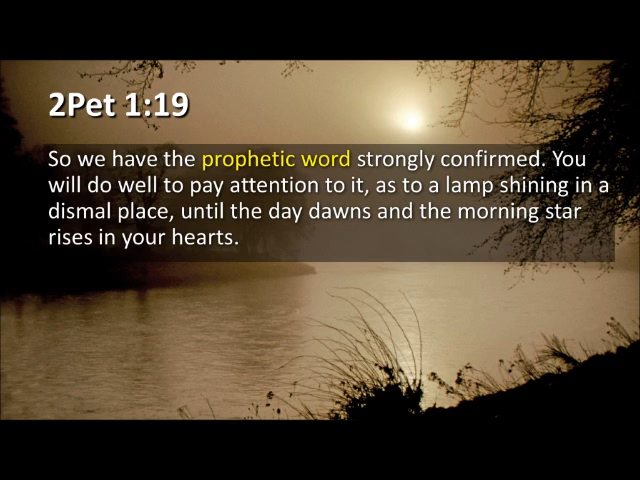 2Pet 1:19
So we have the prophetic word strongly confirmed. You
will do well to pay attention to it, as to a lamp shining in a
dismal place, until the day dawns and the morning star
rises in your hearts.